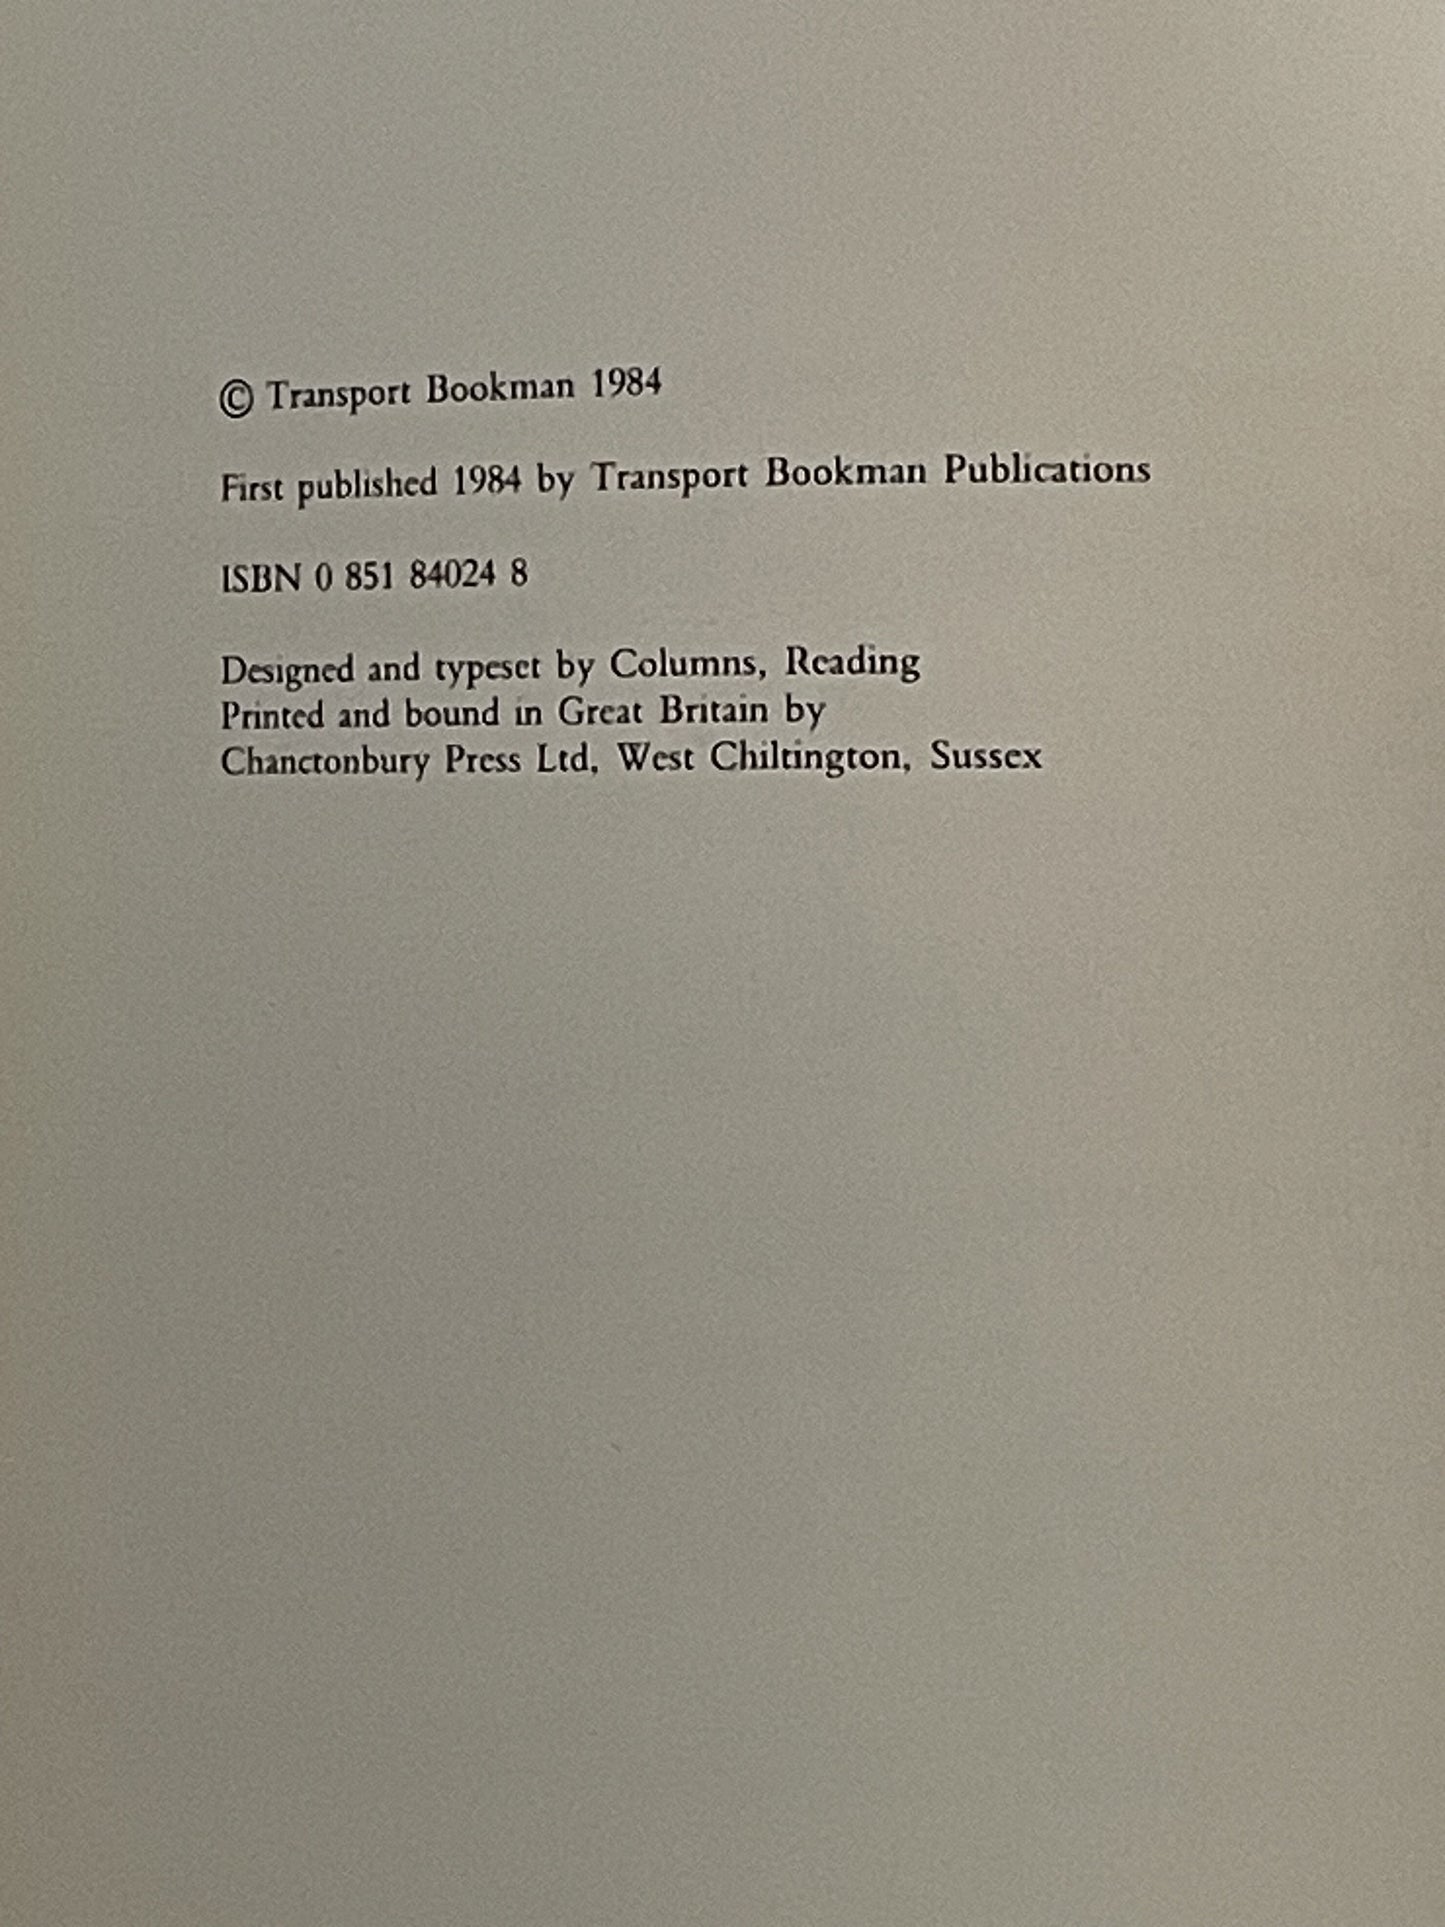 © Transport Bookman 1984
First published 1984 by Transport Bookman Publications
ISBN 0 851 84024 8
Designed and typeset by Columns, Reading
Printed and bound in Great Britain by
Chanctonbury Press Ltd, West Chiltington, Sussex